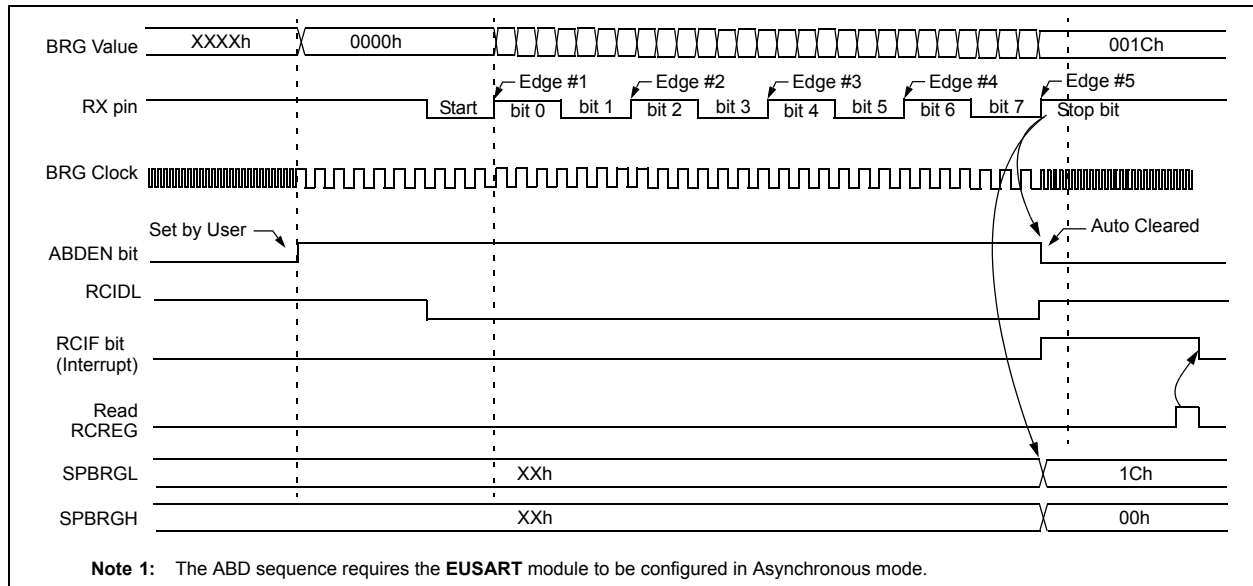 BRG Value XXXXh 0000h 001Ch
Edge #1 Edge #2 Edge #3 Edge #4 Edge #5
RX pin Start bit 0 bit 1 bit 2 bit 3 bit 4 bit 5 bit 6 bit 7 Stop bit
BRG Clock
Set by User Auto Cleared
ABDEN bit
RCIDL
RCIF bit
(Interrupt)
Read
RCREG
SPBRGL XXh 1Ch
SPBRGH XXh 00h
Note 1: The ABD sequence requires the EUSART module to be configured in Asynchronous mode.